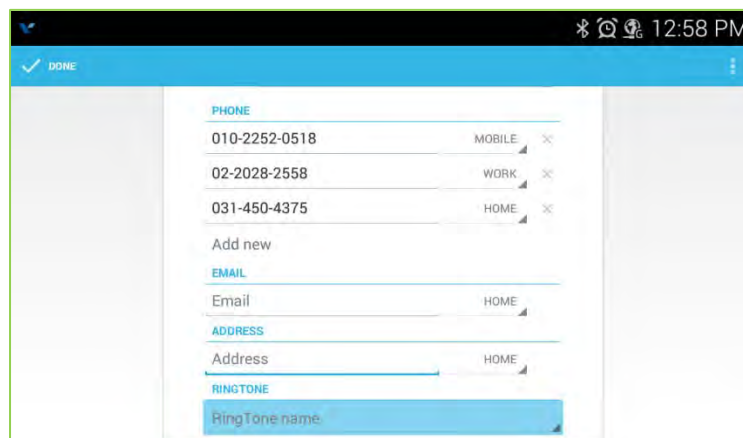 12:58 PM
DONE
PHONE
010-2252-0518 MOBILE
02-2028-2558 WORK
031-450-4375 HOME
Add new
EMAIL
Email HOME
ADDRESS
Address HOME
RINGTONE
RingTone name